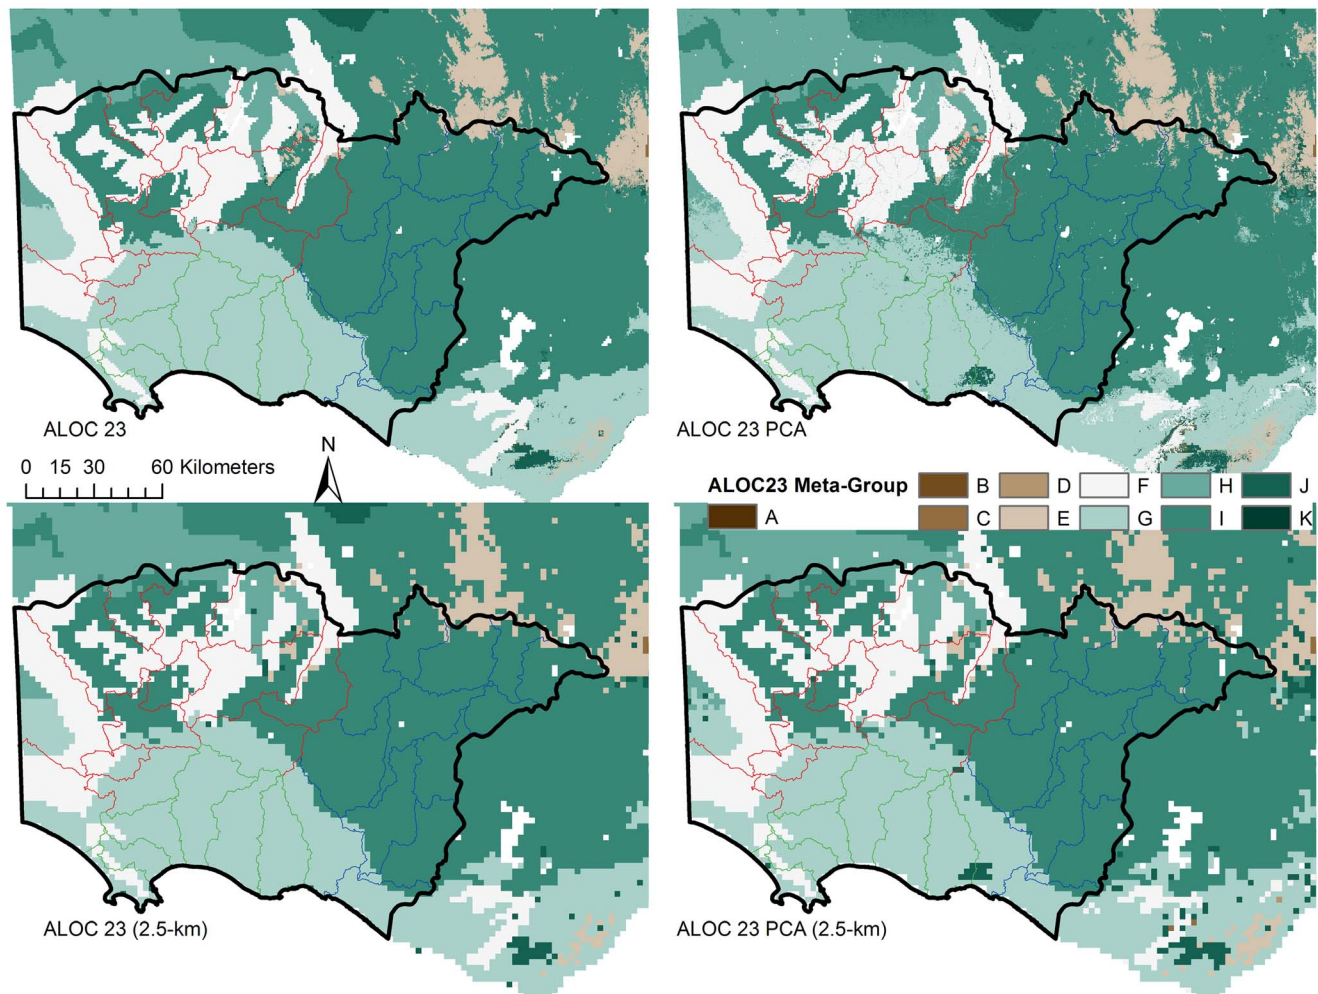 ALOC 23
ALOC 23 PCA
N
0 15 30 60 Kilometers
ALOC23 Meta-Group
B D F H J
A C E G I K
ALOC 23 (2.5-km)
ALOC 23 PCA (2.5-km)